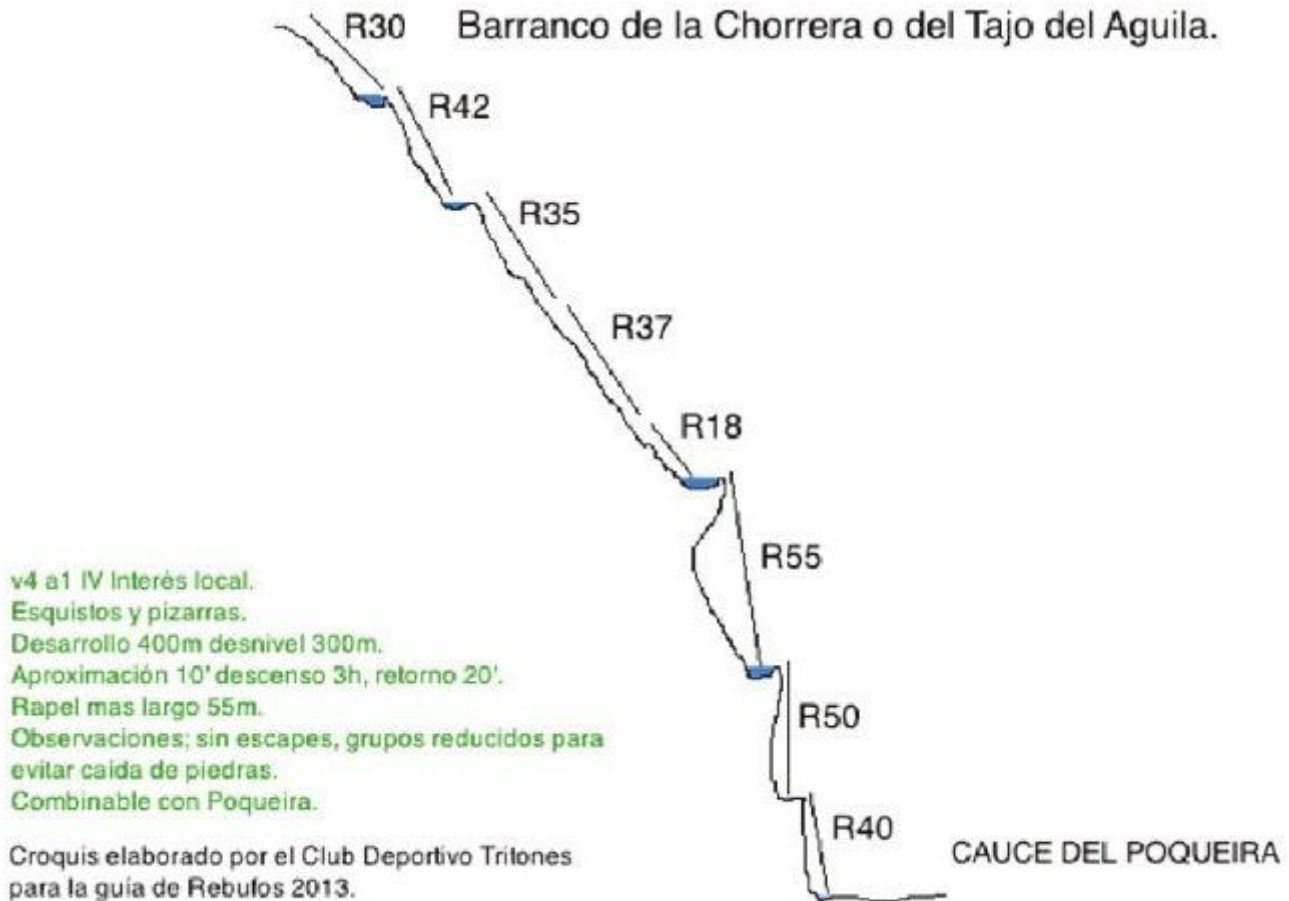 Barranco de la Chorrera o del Tajo del Aguila.
R30
R42
R35
R37
R18
R55
R50
R40
CAUCE DEL POQUEIRA
v4 a1 IV Interés local.
Esquistos y pizarras.
Desarrollo 400m desnivel 300m.
Aproximación 10' descenso 3h, retorno 20'.
Rapel mas largo 55m.
Observaciones; sin escapes, grupos reducidos para
evitar caida de piedras.
Combinable con Poqueira.
Croquis elaborado por el Club Deportivo Tritones
para la guía de Rebufos 2013.